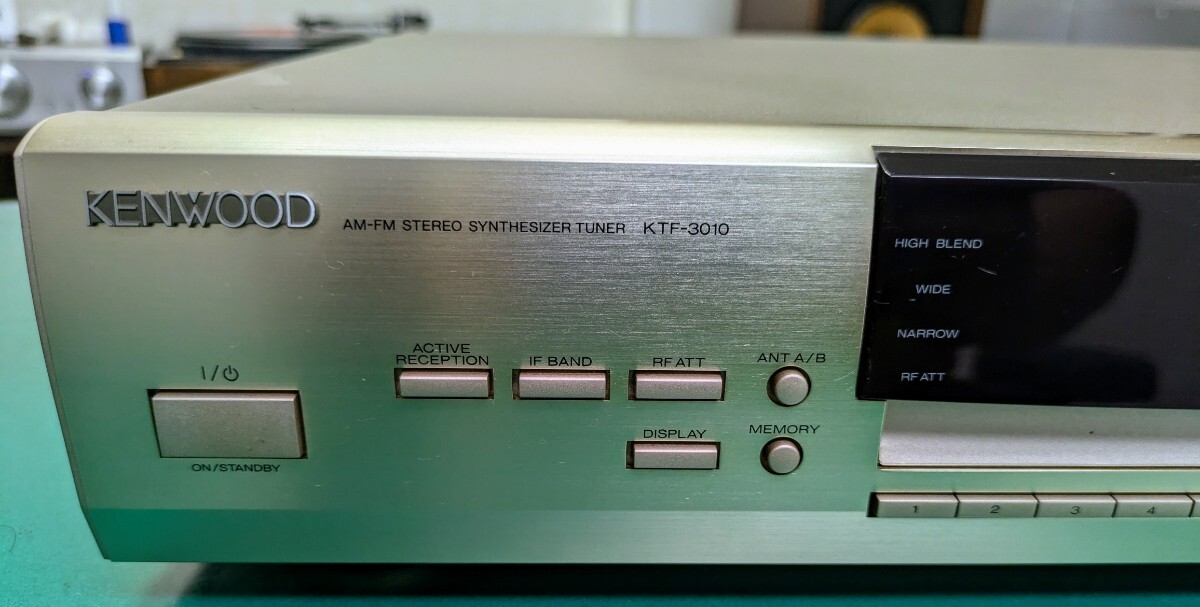 KENWOOD
AM-FM STEREO SYNTHESIZER TUNER KTF-3010
HIGH BLEND
WIDE
NARROW
RF ATT
ACTIVE
RECEPTION
IF BAND
RF ATT
ANT A/B
I/⏻
ON/STANDBY
DISPLAY
MEMORY
1 2 3 4